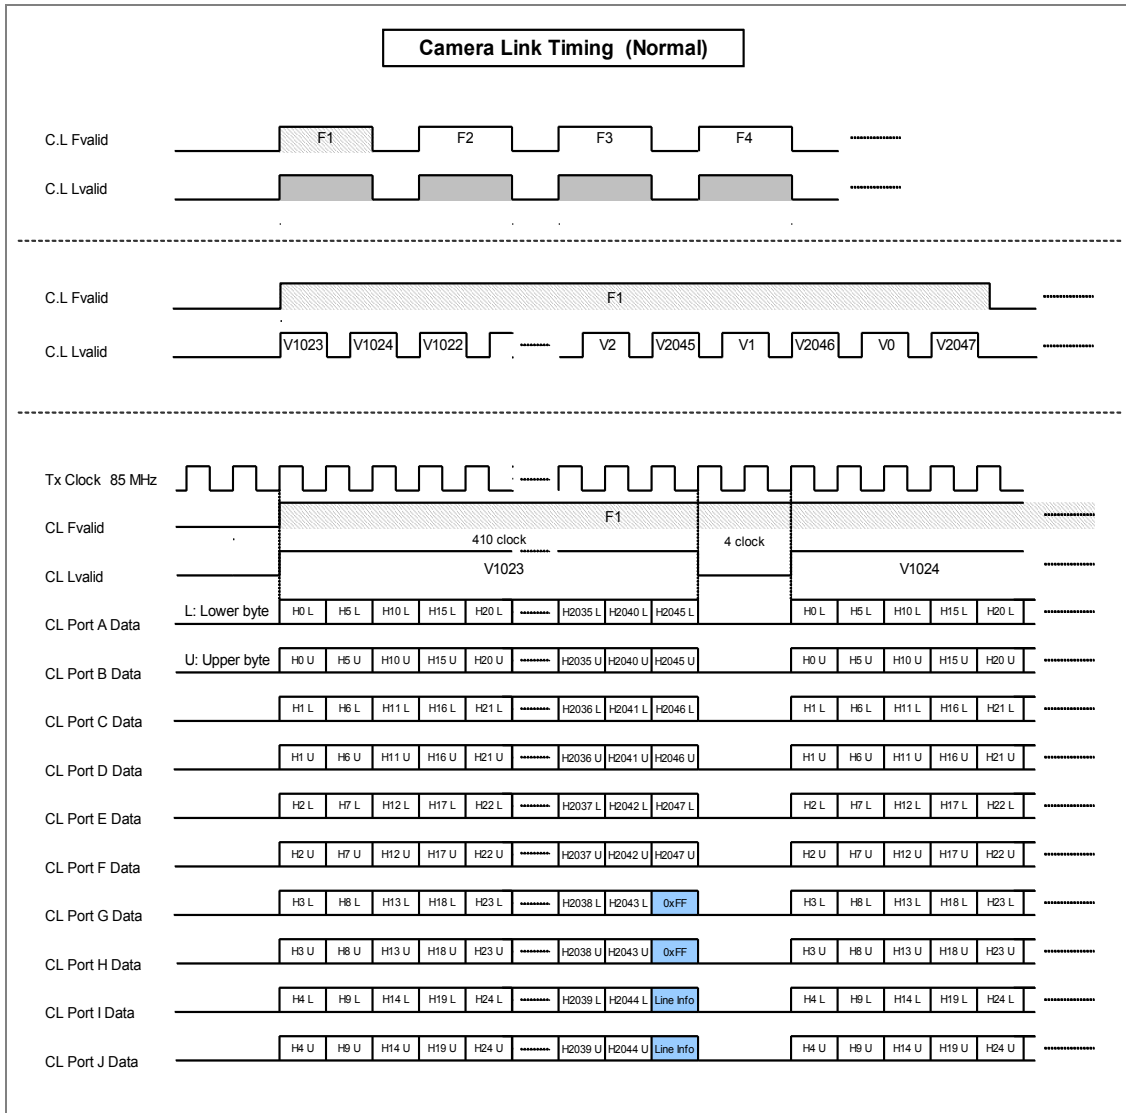 Camera Link Timing (Normal)
C.L Fvalid F1 F2 F3 F4
C.L Lvalid
C.L Fvalid F1
C.L Lvalid V1023 V1024 V1022 V2 V2045 V1 V2046 V0 V2047
Tx Clock 85 MHz
CL Fvalid F1
410 clock 4 clock
CL Lvalid V1023 V1024
CL Port A Data L: Lower byte H0 L H5 L H10 L H15 L H20 L H2035 L H2040 L H2045 L H0 L H5 L H10 L H15 L H20 L
CL Port B Data U: Upper byte H0 U H5 U H10 U H15 U H20 U H2035 U H2040 U H2045 U H0 U H5 U H10 U H15 U H20 U
CL Port C Data H1 L H6 L H11 L H16 L H21 L H2036 L H2041 L H2046 L H1 L H6 L H11 L H16 L H21 L
CL Port D Data H1 U H6 U H11 U H16 U H21 U H2036 U H2041 U H2046 U H1 U H6 U H11 U H16 U H21 U
CL Port E Data H2 L H7 L H12 L H17 L H22 L H2037 L H2042 L H2047 L H2 L H7 L H12 L H17 L H22 L
CL Port F Data H2 U H7 U H12 U H17 U H22 U H2037 U H2042 U H2047 U H2 U H7 U H12 U H17 U H22 U
CL Port G Data H3 L H8 L H13 L H18 L H23 L H2038 L H2043 L 0xFF H3 L H8 L H13 L H18 L H23 L
CL Port H Data H3 U H8 U H13 U H18 U H23 U H2038 U H2043 U 0xFF H3 U H8 U H13 U H18 U H23 U
CL Port I Data H4 L H9 L H14 L H19 L H24 L H2039 L H2044 L Line Info H4 L H9 L H14 L H19 L H24 L
CL Port J Data H4 U H9 U H14 U H19 U H24 U H2039 U H2044 U Line Info H4 U H9 U H14 U H19 U H24 U